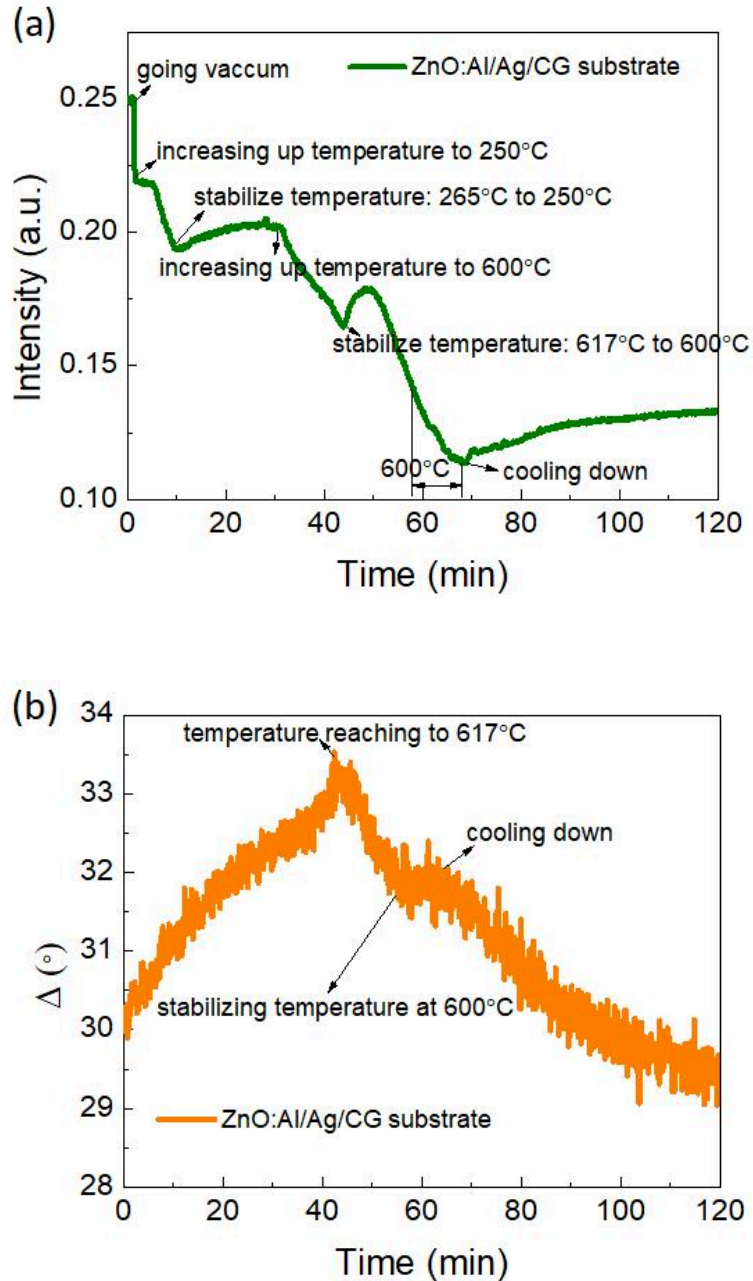 (a)
going vaccum
ZnO:Al/Ag/CG substrate
0.25
increasing up temperature to 250°C
stabilize temperature: 265°C to 250°C
0.20
increasing up temperature to 600°C
Intensity (a.u.)
stabilize temperature: 617°C to 600°C
0.15
600°C
cooling down
0.10
0 20 40 60 80 100 120
Time (min)
(b)
34
temperature reaching to 617°C
33
cooling down
32
31
Δ (°)
stabilizing temperature at 600°C
30
29
ZnO:Al/Ag/CG substrate
28
0 20 40 60 80 100 120
Time (min)